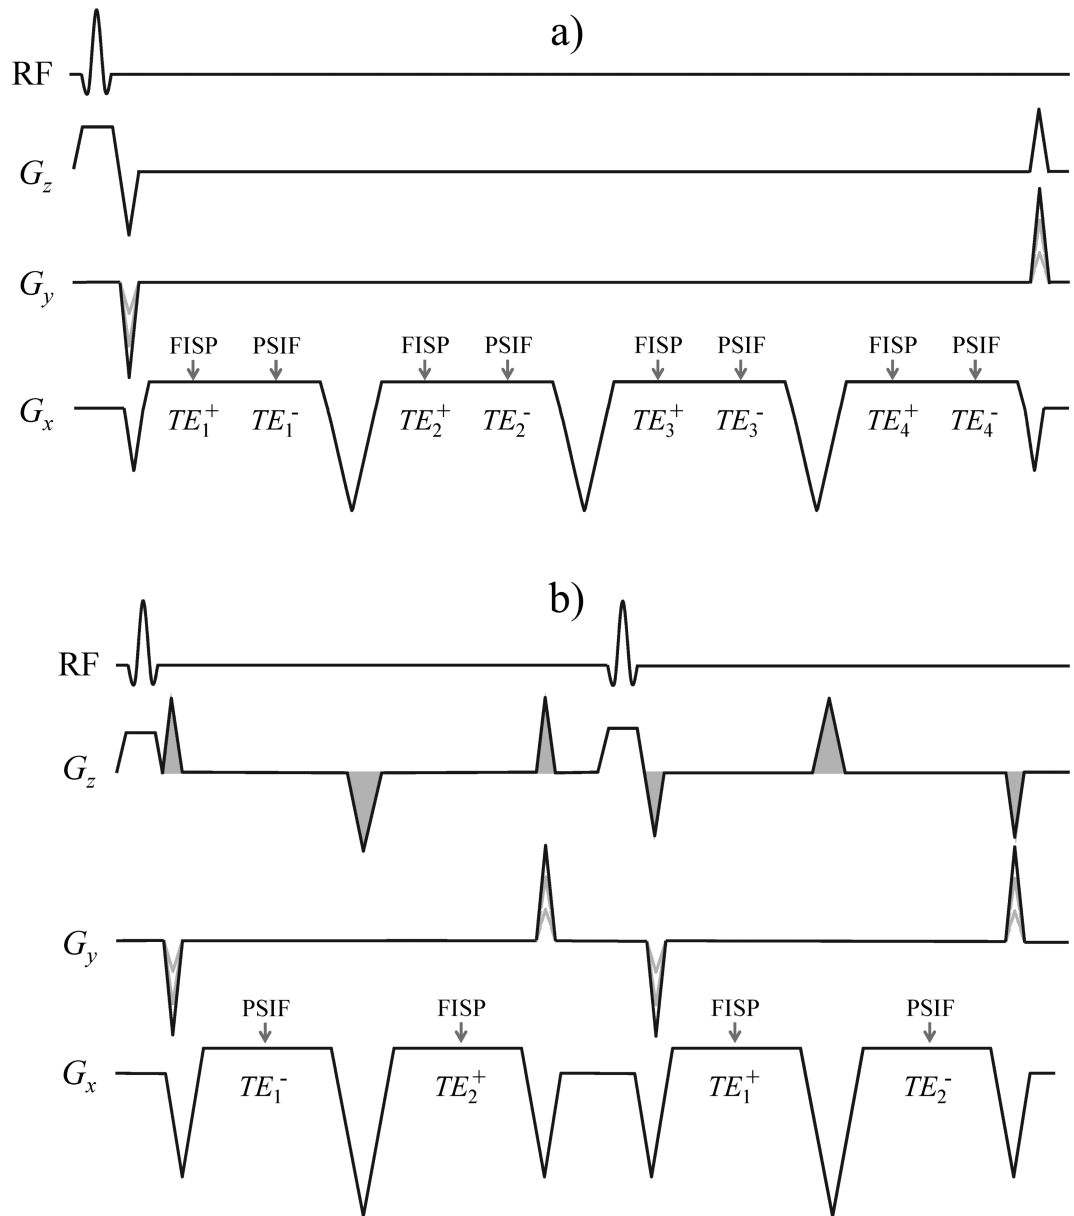 a)
RF
G_z
G_y
FISP PSIF FISP PSIF FISP PSIF FISP PSIF
G_x TE_1^+ TE_1^- TE_2^+ TE_2^- TE_3^+ TE_3^- TE_4^+ TE_4^-
b)
RF
G_z
G_y
PSIF FISP FISP PSIF
G_x TE_1^- TE_2^+ TE_1^+ TE_2^-